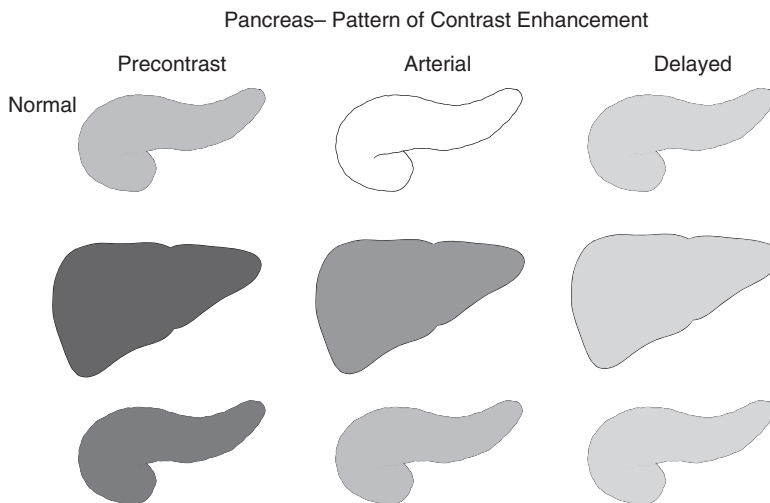 Pancreas– Pattern of Contrast Enhancement
Precontrast Arterial Delayed
Normal